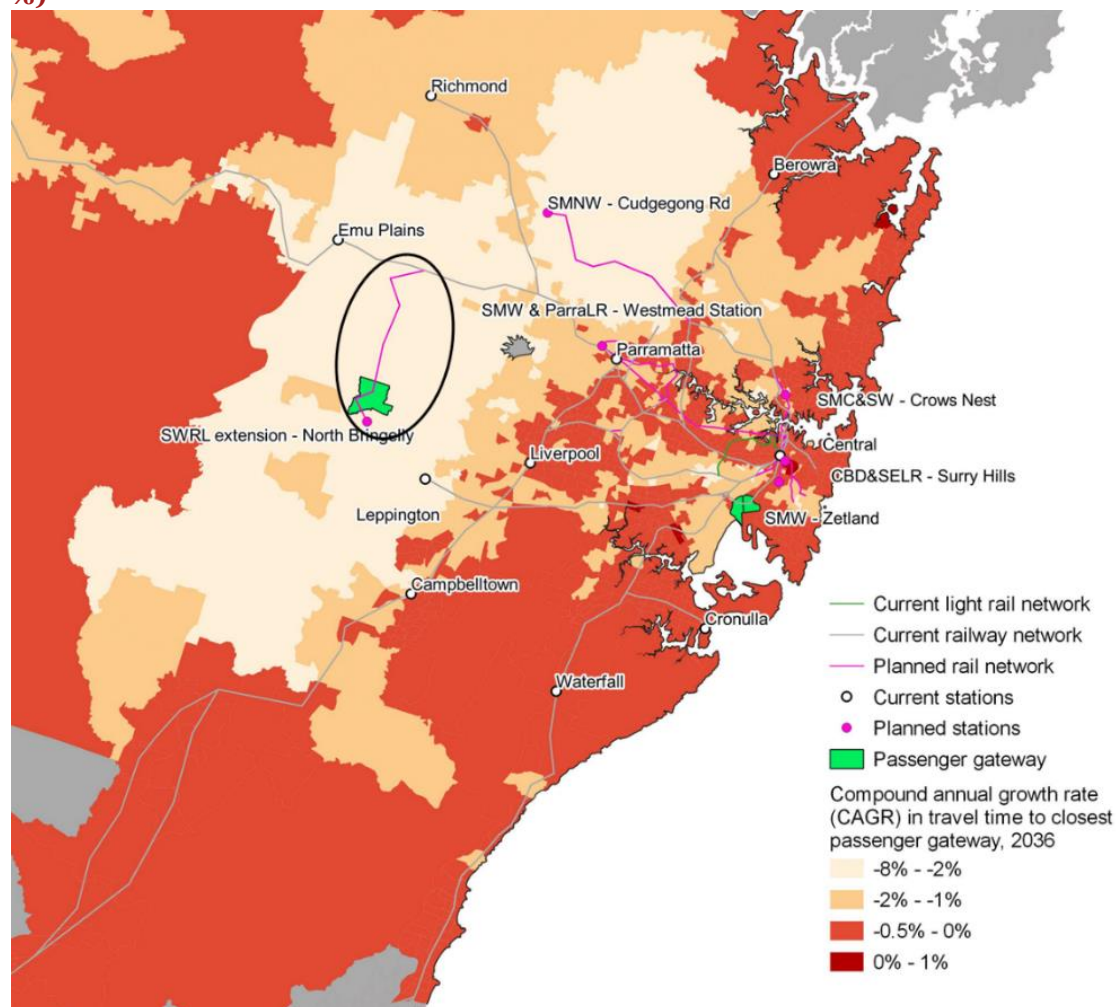 %)
Richmond
Berowra
SMNW - Cudgegong Rd
Emu Plains
SMW & ParraLR - Westmead Station
Parramatta
SMC&SW - Crows Nest
SWRL extension - North Bringelly
Central
Liverpool
CBD&SELR - Surry Hills
Leppington
SMW - Zetland
Campbelltown
Cronulla
Waterfall
Current light rail network
Current railway network
Planned rail network
Current stations
Planned stations
Passenger gateway
Compound annual growth rate
(CAGR) in travel time to closest
passenger gateway, 2036
-8% - -2%
-2% - -1%
-0.5% - 0%
0% - 1%